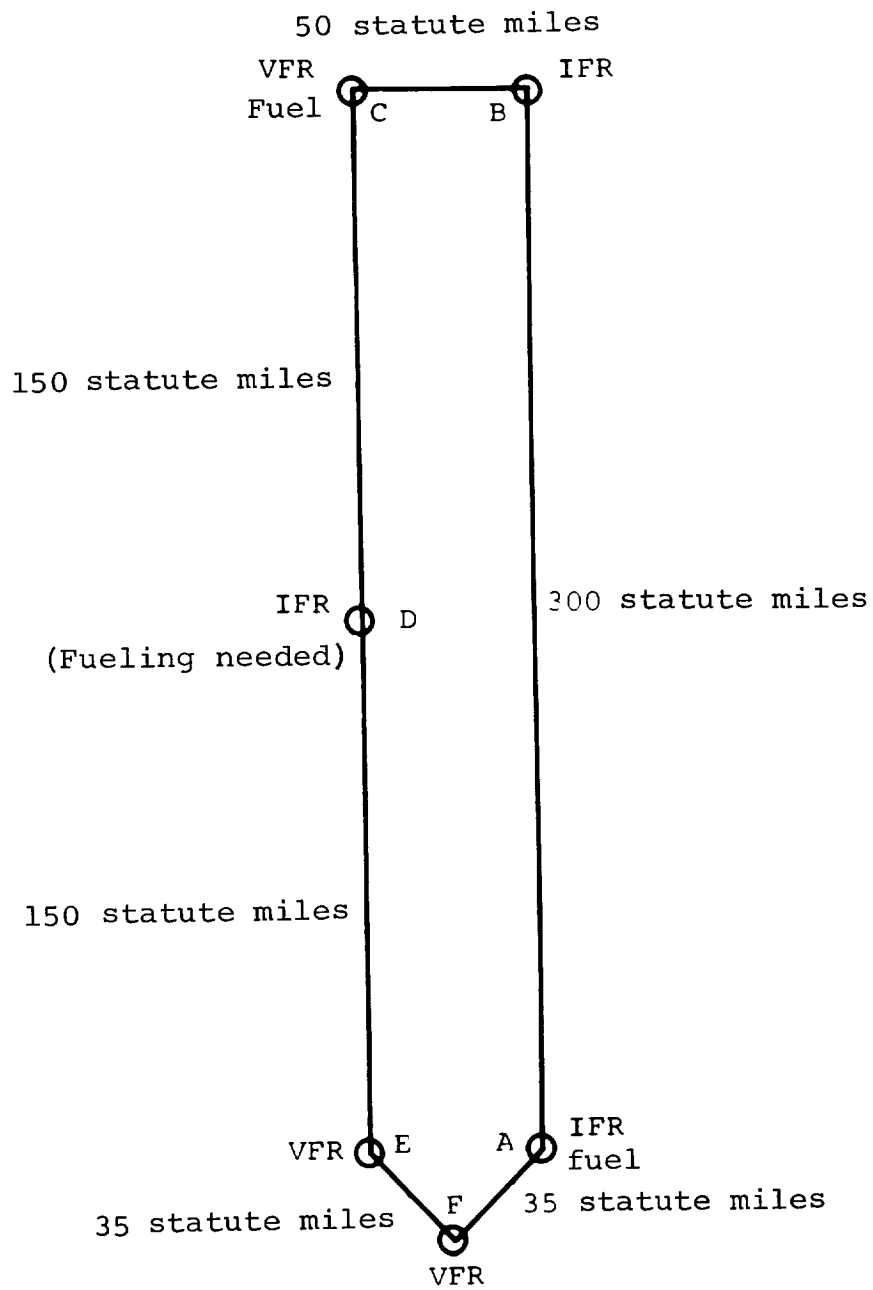 50 statute miles
VFR
IFR
Fuel
C
B
150 statute miles
IFR
D
300 statute miles
(Fueling needed)
150 statute miles
VFR
E
A
IFR
fuel
F
35 statute miles
35 statute miles
VFR